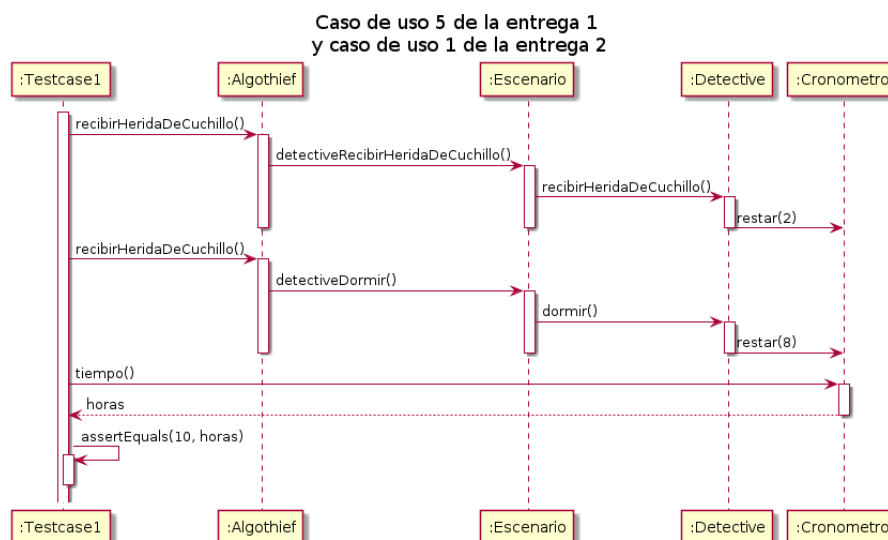 Caso de uso 5 de la entrega 1
y caso de uso 1 de la entrega 2
:Testcase1 :Algothief :Escenario :Detective :Cronometro
recibirHeridaDeCuchillo()
detectiveRecibirHeridaDeCuchillo()
recibirHeridaDeCuchillo()
restar(2)
recibirHeridaDeCuchillo()
detectiveDormir()
dormir()
restar(8)
tiempo()
horas
assertEquals(10, horas)
:Testcase1 :Algothief :Escenario :Detective :Cronometro